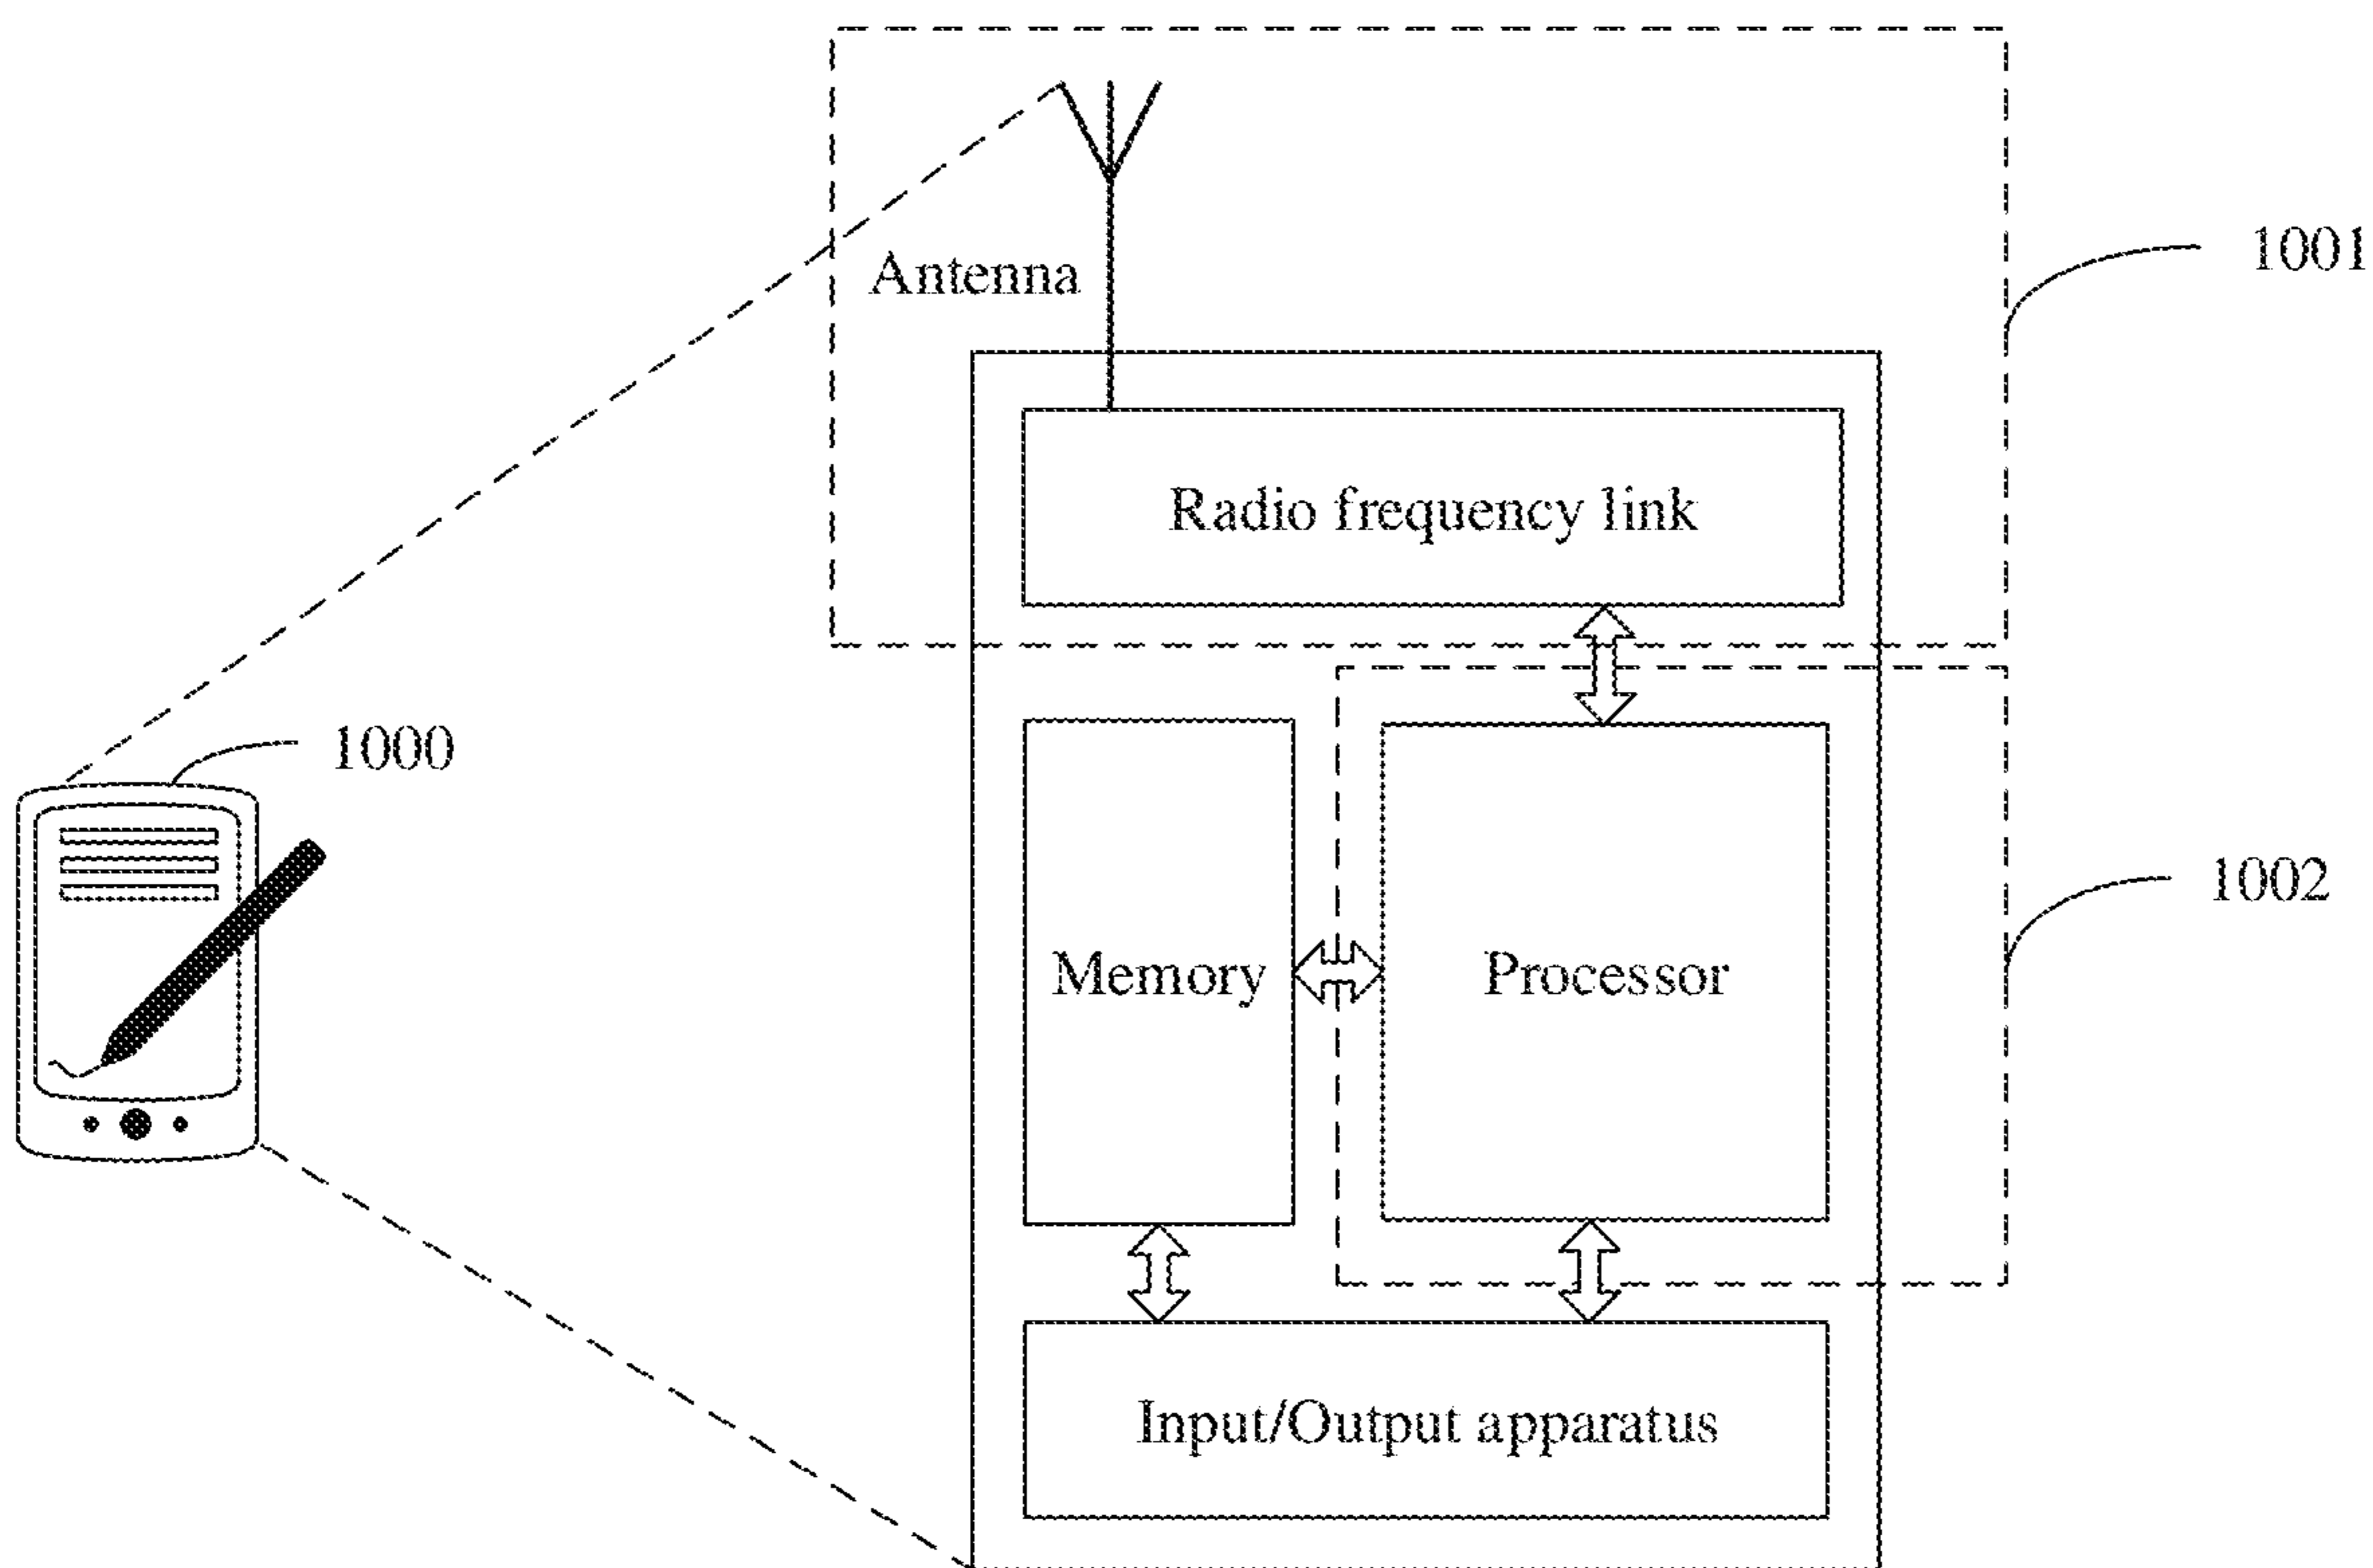 1001
Antenna
Radio frequency link
1000
1002
Memory
Processor
Input/Output apparatus